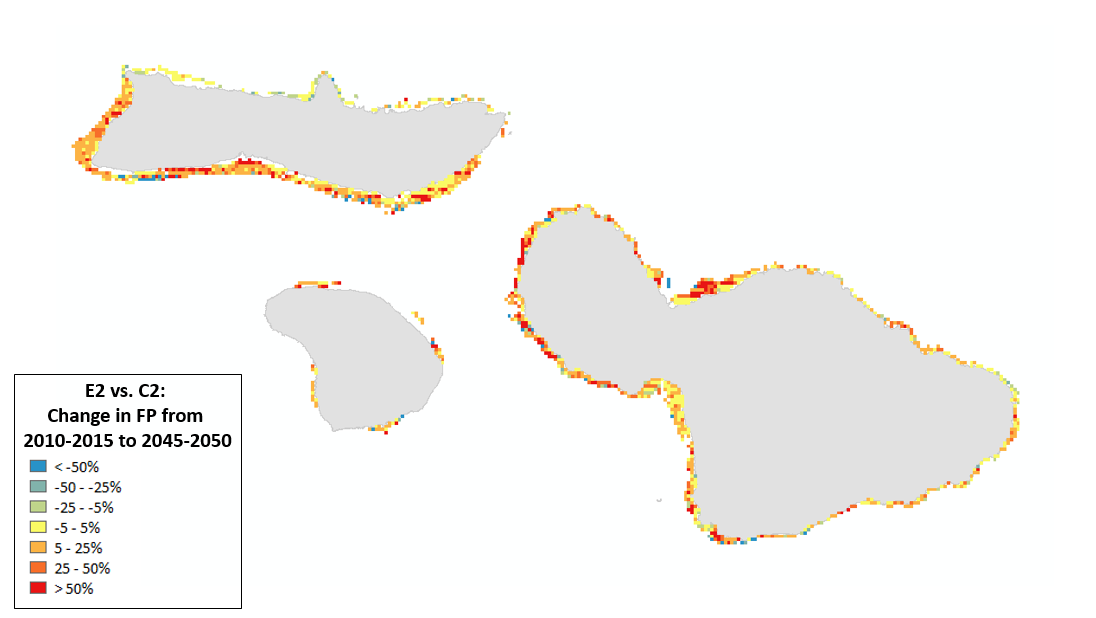 E2 vs. C2:
Change in FP from
2010-2015 to 2045-2050
< -50%
-50 - -25%
-25 - -5%
-5 - 5%
5 - 25%
25 - 50%
> 50%